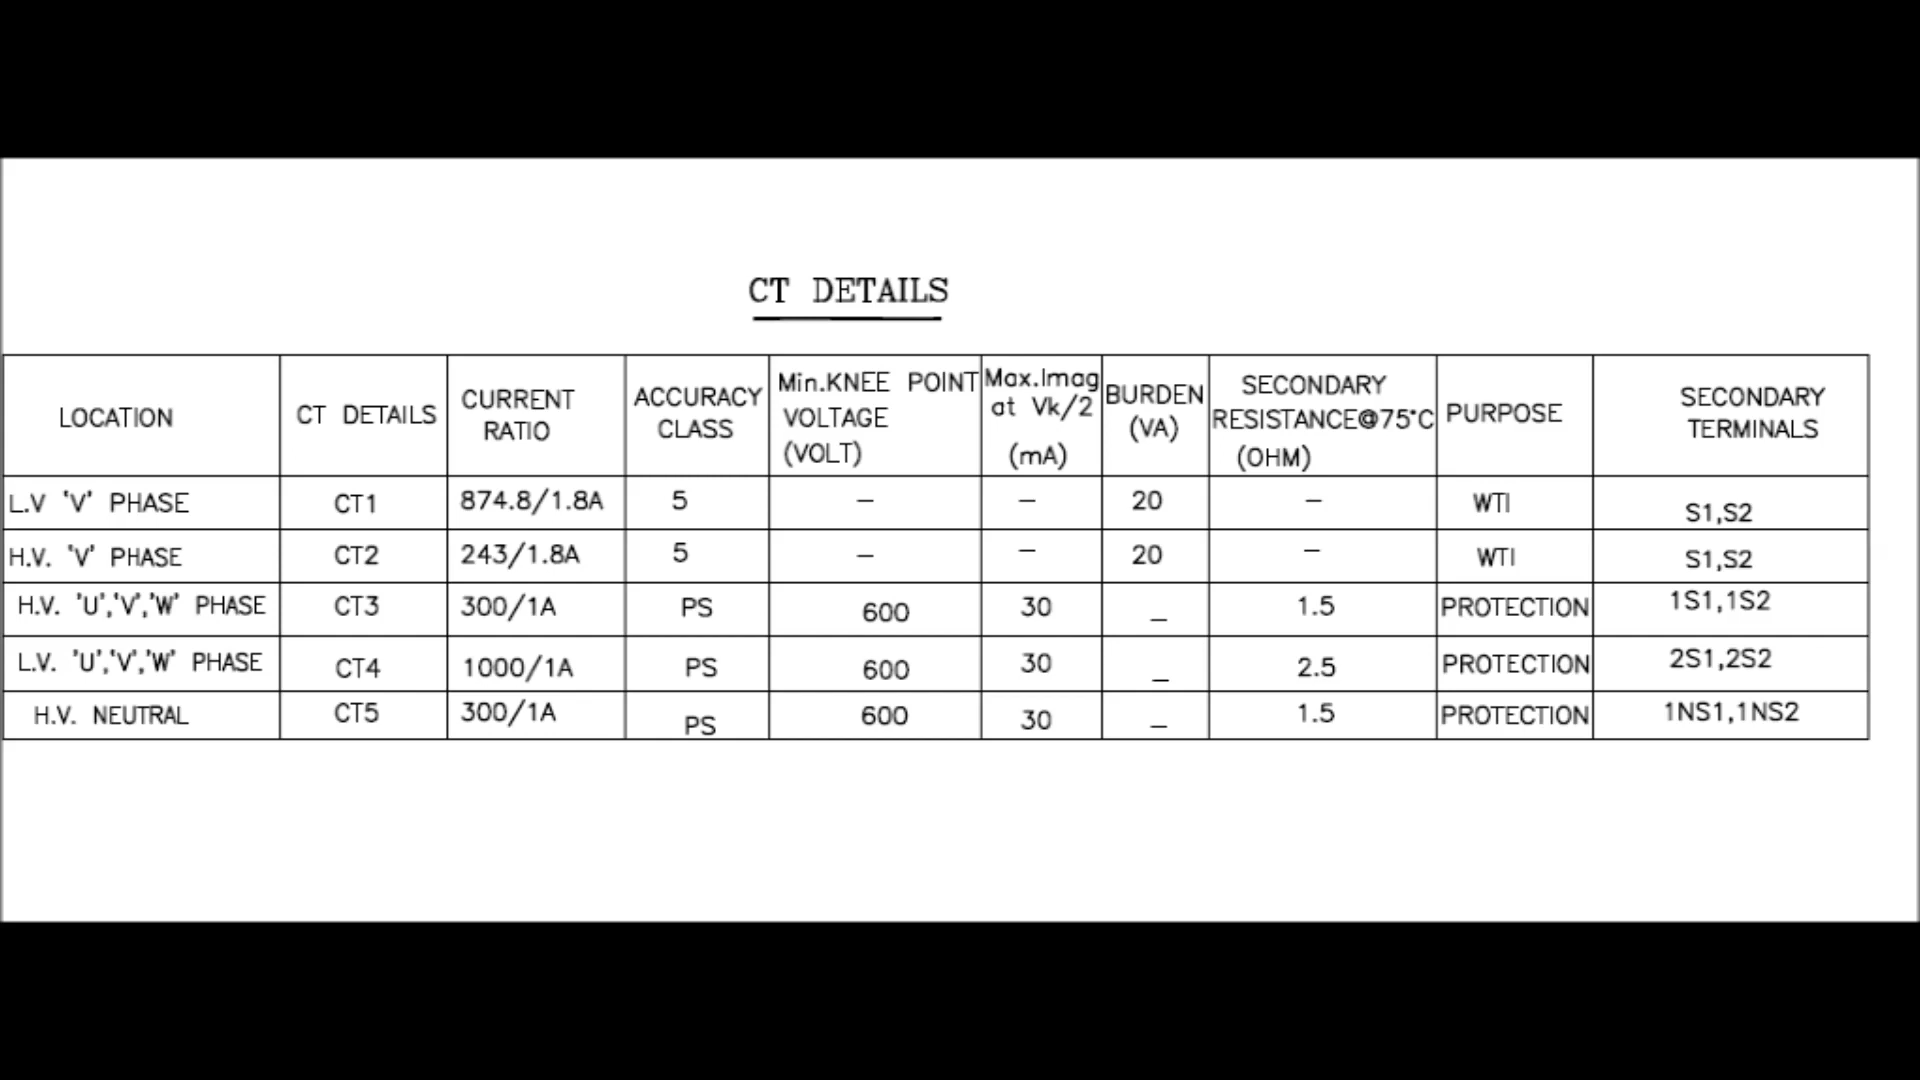 CT DETAILS
LOCATION CT DETAILS CURRENT RATIO ACCURACY CLASS Min.KNEE POINT VOLTAGE (VOLT) Max.Imag at Vk/2 (mA) BURDEN (VA) SECONDARY RESISTANCE@75°C (OHM) PURPOSE SECONDARY TERMINALS
L.V 'V' PHASE CT1 874.8/1.8A 5 – – 20 – WTI S1,S2
H.V. 'V' PHASE CT2 243/1.8A 5 – – 20 – WTI S1,S2
H.V. 'U','V','W' PHASE CT3 300/1A PS 600 30 _ 1.5 PROTECTION 1S1,1S2
L.V. 'U','V','W' PHASE CT4 1000/1A PS 600 30 _ 2.5 PROTECTION 2S1,2S2
H.V. NEUTRAL CT5 300/1A PS 600 30 _ 1.5 PROTECTION 1NS1,1NS2